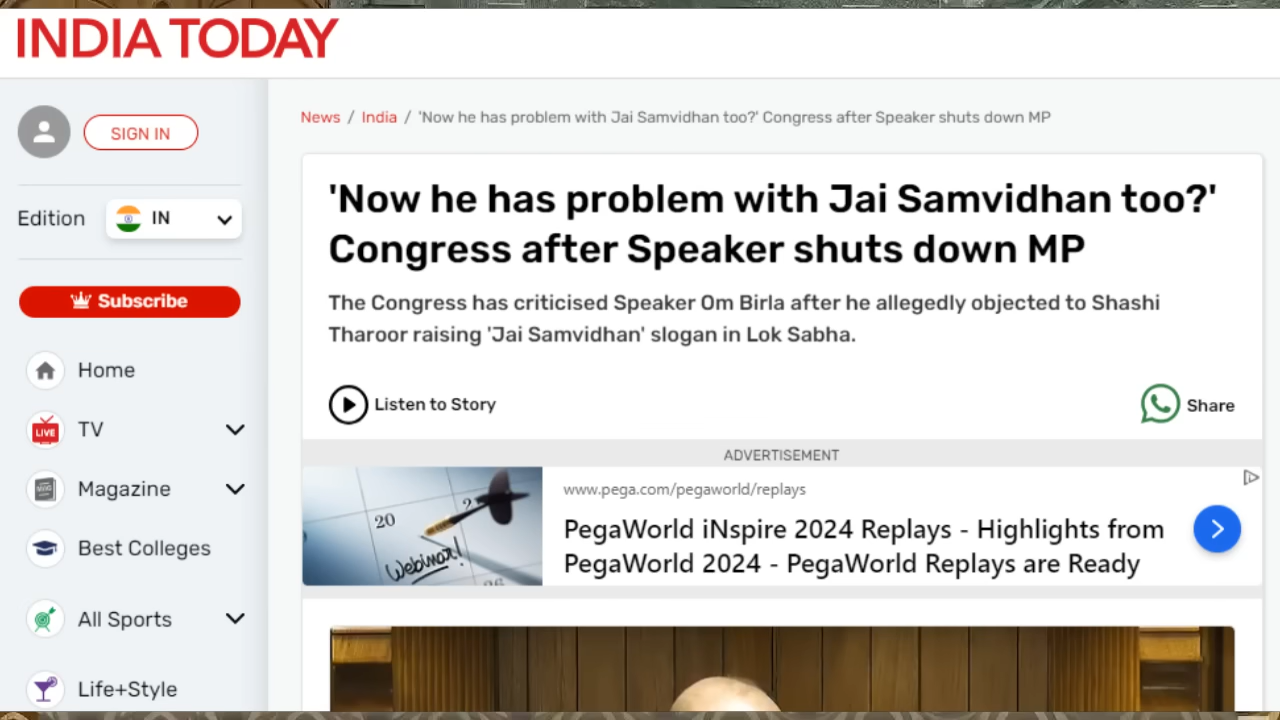 INDIA TODAY
SIGN IN
Edition
IN
Subscribe
Home
LIVE
TV
Magazine
Best Colleges
All Sports
Life+Style
News / India / 'Now he has problem with Jai Samvidhan too?' Congress after Speaker shuts down MP
'Now he has problem with Jai Samvidhan too?'
Congress after Speaker shuts down MP
The Congress has criticised Speaker Om Birla after he allegedly objected to Shashi
Tharoor raising 'Jai Samvidhan' slogan in Lok Sabha.
Listen to Story
Share
ADVERTISEMENT
20
Webinar!
26
www.pega.com/pegaworld/replays
PegaWorld iNspire 2024 Replays - Highlights from
PegaWorld 2024 - PegaWorld Replays are Ready